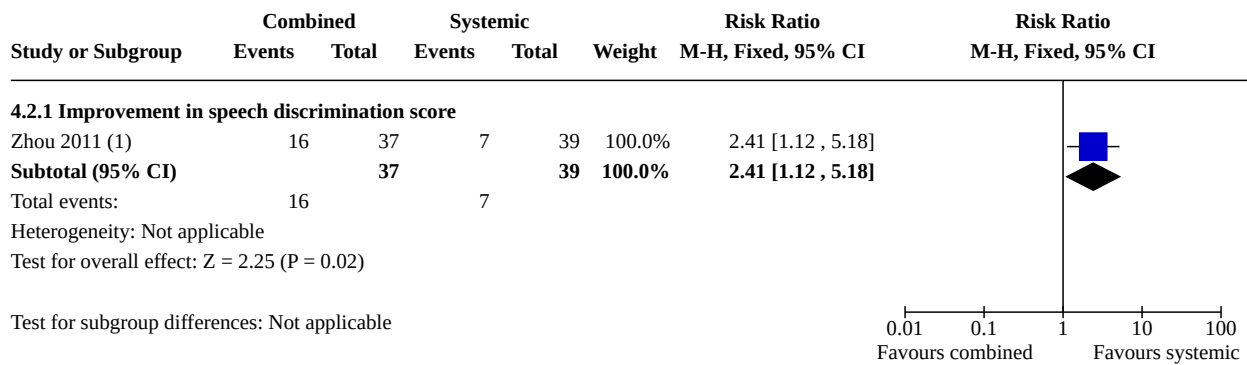 Combined Systemic Risk Ratio Risk Ratio
Study or Subgroup Events Total Events Total Weight M-H, Fixed, 95% CI M-H, Fixed, 95% CI
4.2.1 Improvement in speech discrimination score
Zhou 2011 (1) 16 37 7 39 100.0% 2.41 [1.12 , 5.18]
Subtotal (95% CI) 37 39 100.0% 2.41 [1.12 , 5.18]
Total events: 16 7
Heterogeneity: Not applicable
Test for overall effect: Z = 2.25 (P = 0.02)
Test for subgroup differences: Not applicable
0.01 0.1 1 10 100
Favours combined Favours systemic